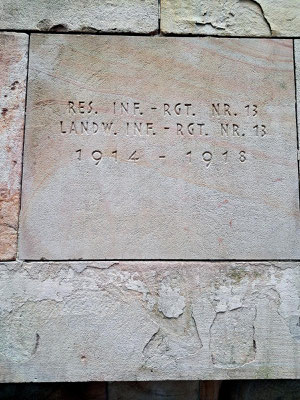 RES. INF. - RGT. NR. 13
LANDW. INF. - RGT. NR. 13
1914 - 1918